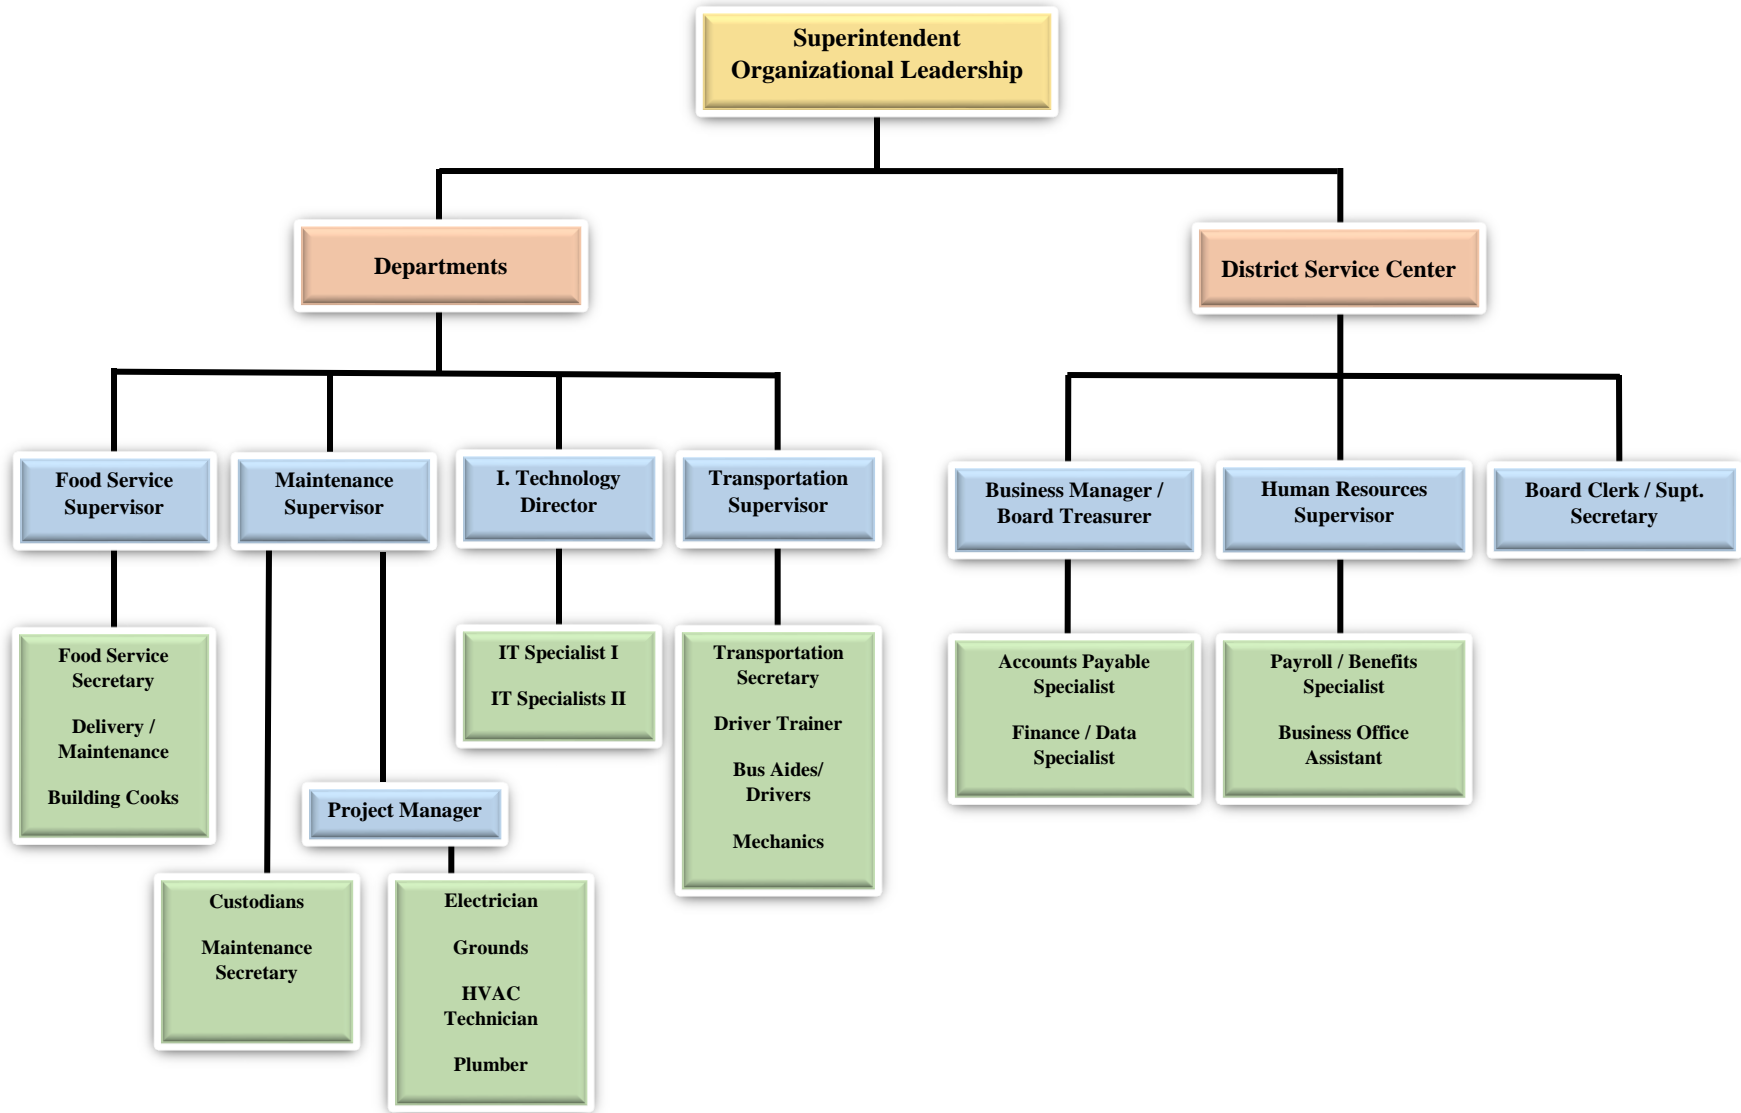 Superintendent
Organizational Leadership
Departments
District Service Center
Food Service
Supervisor
Maintenance
Supervisor
I. Technology
Director
Transportation
Supervisor
Business Manager /
Board Treasurer
Human Resources
Supervisor
Board Clerk / Supt.
Secretary
Food Service
Secretary
Delivery /
Maintenance
Building Cooks
IT Specialist I
IT Specialists II
Transportation
Secretary
Driver Trainer
Bus Aides/
Drivers
Mechanics
Accounts Payable
Specialist
Finance / Data
Specialist
Payroll / Benefits
Specialist
Business Office
Assistant
Project Manager
Custodians
Maintenance
Secretary
Electrician
Grounds
HVAC
Technician
Plumber